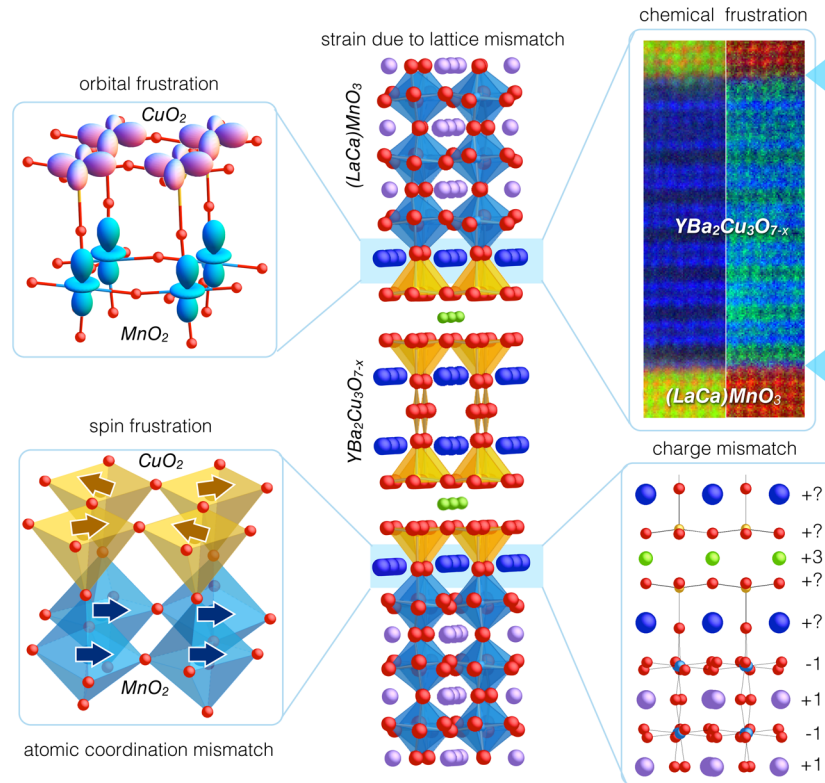 chemical frustration
strain due to lattice mismatch
(LaCa)MnO3
orbital frustration
CuO2
MnO2
YBa2Cu3O7-x
(LaCa)MnO3
YBa2Cu3O7-x
spin frustration
CuO2
MnO2
atomic coordination mismatch
charge mismatch
+?
+?
+3
+?
+?
-1
+1
-1
+1